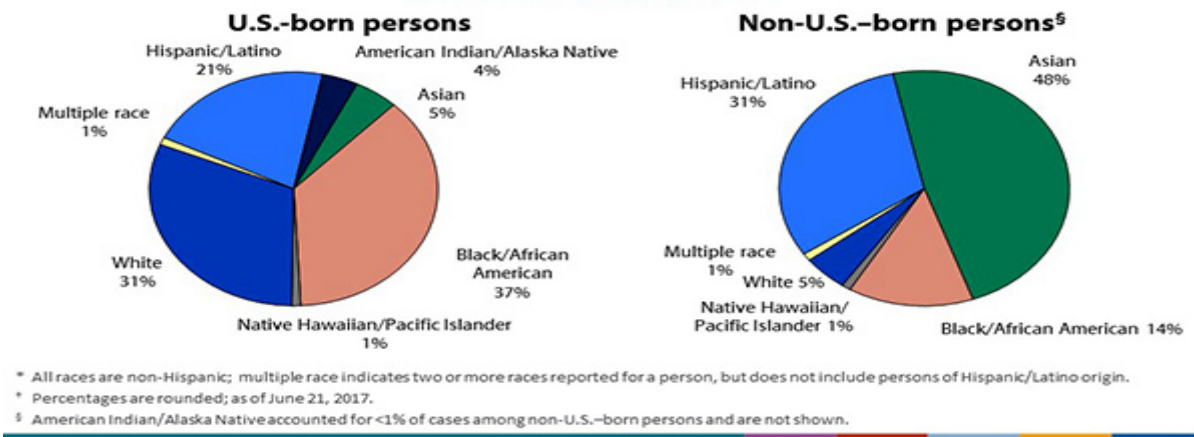 U.S.-born persons
Hispanic/Latino
21%
American Indian/Alaska Native
4%
Asian
5%
Multiple race
1%
White
31%
Black/African
American
37%
Native Hawaiian/Pacific Islander
1%
Non-U.S.–born persons§
Asian
48%
Hispanic/Latino
31%
Multiple race
1%
White 5%
Native Hawaiian/
Pacific Islander 1%
Black/African American 14%
* All races are non-Hispanic; multiple race indicates two or more races reported for a person, but does not include persons of Hispanic/Latino origin.
+ Percentages are rounded; as of June 21, 2017.
§ American Indian/Alaska Native accounted for <1% of cases among non-U.S.–born persons and are not shown.